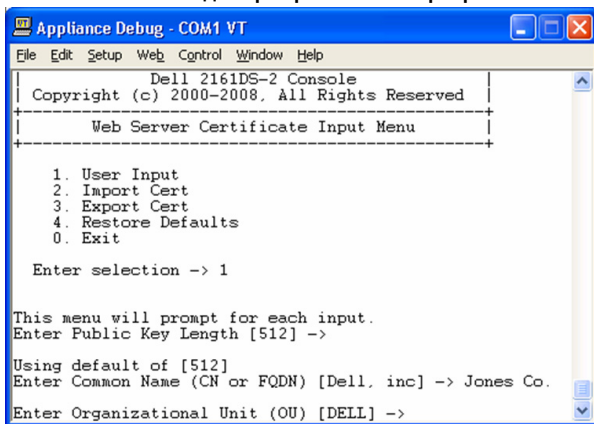 Appliance Debug - COM1 VT
File Edit Setup Web Control Window Help
Dell 2161DS-2 Console
Copyright (c) 2000-2008, All Rights Reserved
Web Server Certificate Input Menu
1. User Input
2. Import Cert
3. Export Cert
4. Restore Defaults
0. Exit
Enter selection -> 1
This menu will prompt for each input.
Enter Public Key Length [512] ->
Using default of [512]
Enter Common Name (CN or FQDN) [Dell, inc] -> Jones Co.
Enter Organizational Unit (OU) [DELL] ->